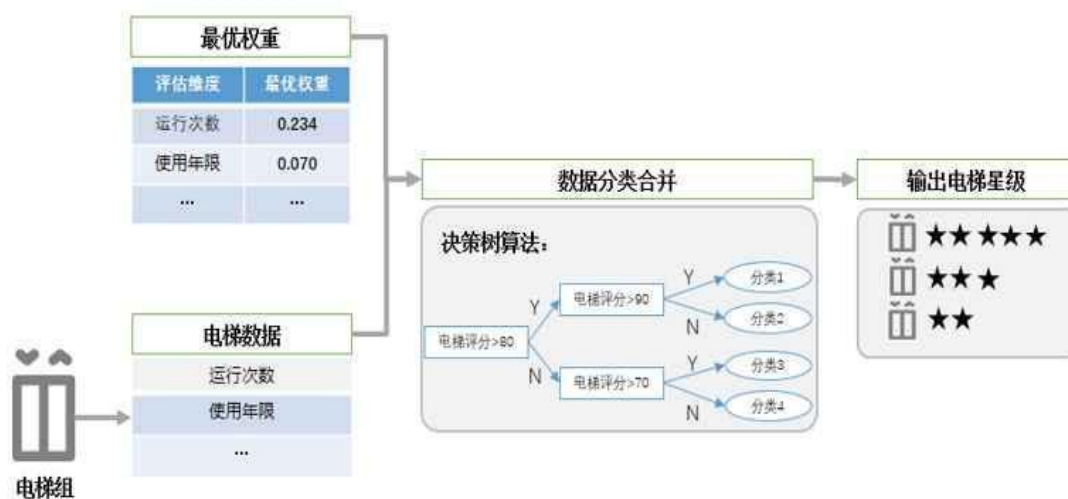 最优权重
评估维度 最优权重
运行次数 0.234
使用年限 0.070
... ...
电梯组
电梯数据
运行次数
使用年限
...
数据分类合并
决策树算法：
电梯评分>80
Y
N
电梯评分>90
Y
N
分类1
分类2
电梯评分>70
Y
N
分类3
分类4
输出电梯星级